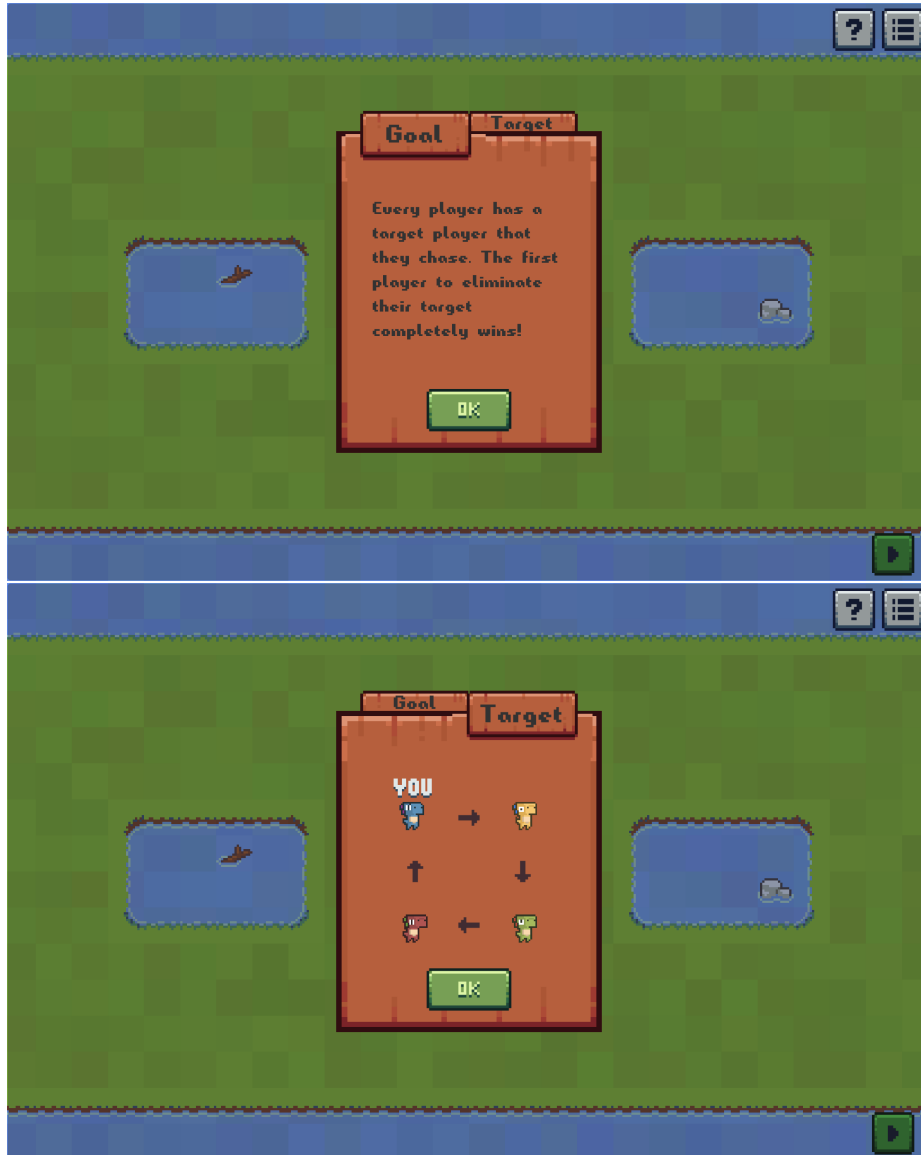 ?
Goal
Target
Every player has a
target player that
they chase. The first
player to eliminate
their target
completely wins!
OK
?
Goal
Target
YOU
OK